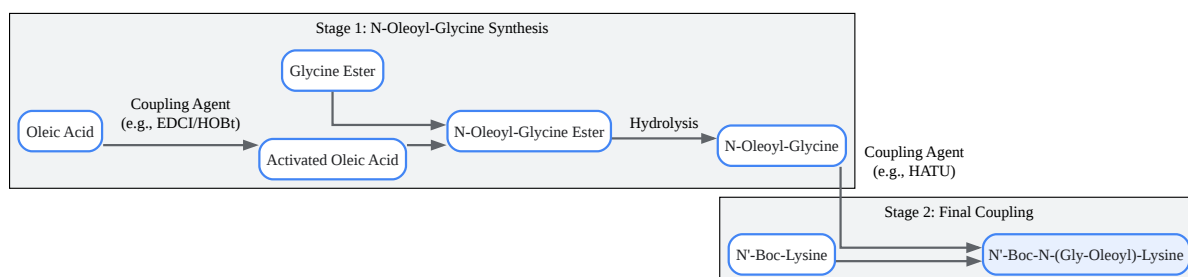 Stage 1: N-Oleoyl-Glycine Synthesis
Glycine Ester
Coupling Agent
(e.g., EDCI/HOBt)
Oleic Acid
Activated Oleic Acid
N-Oleoyl-Glycine Ester
Hydrolysis
N-Oleoyl-Glycine
Coupling Agent
(e.g., HATU)
Stage 2: Final Coupling
N'-Boc-Lysine
N'-Boc-N-(Gly-Oleoyl)-Lysine